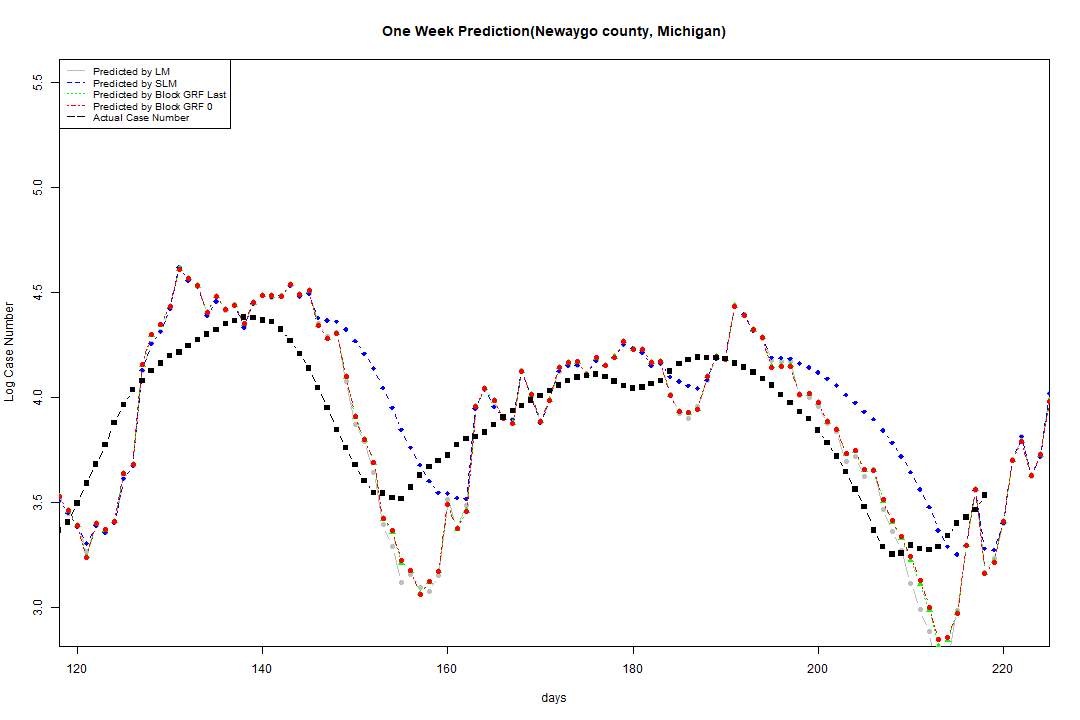 One Week Prediction(Newaygo county, Michigan)
Predicted by LM
Predicted by SLM
Predicted by Block GRF Last
Predicted by Block GRF 0
Actual Case Number
5.5
5.0
4.5
4.0
3.5
3.0
Log Case Number
120 140 160 180 200 220
days